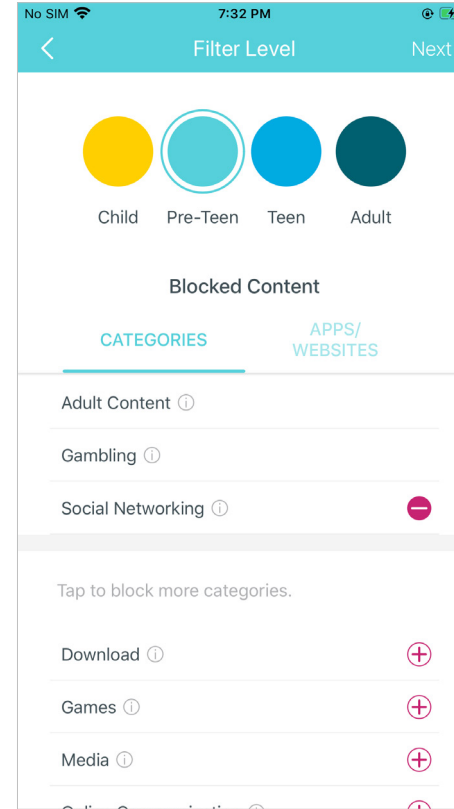 No SIM 7:32 PM
Filter Level Next
Child Pre-Teen Teen Adult
Blocked Content
CATEGORIES
APPS/
WEBSITES
Adult Content
Gambling
Social Networking
Tap to block more categories.
Download
Games
Media